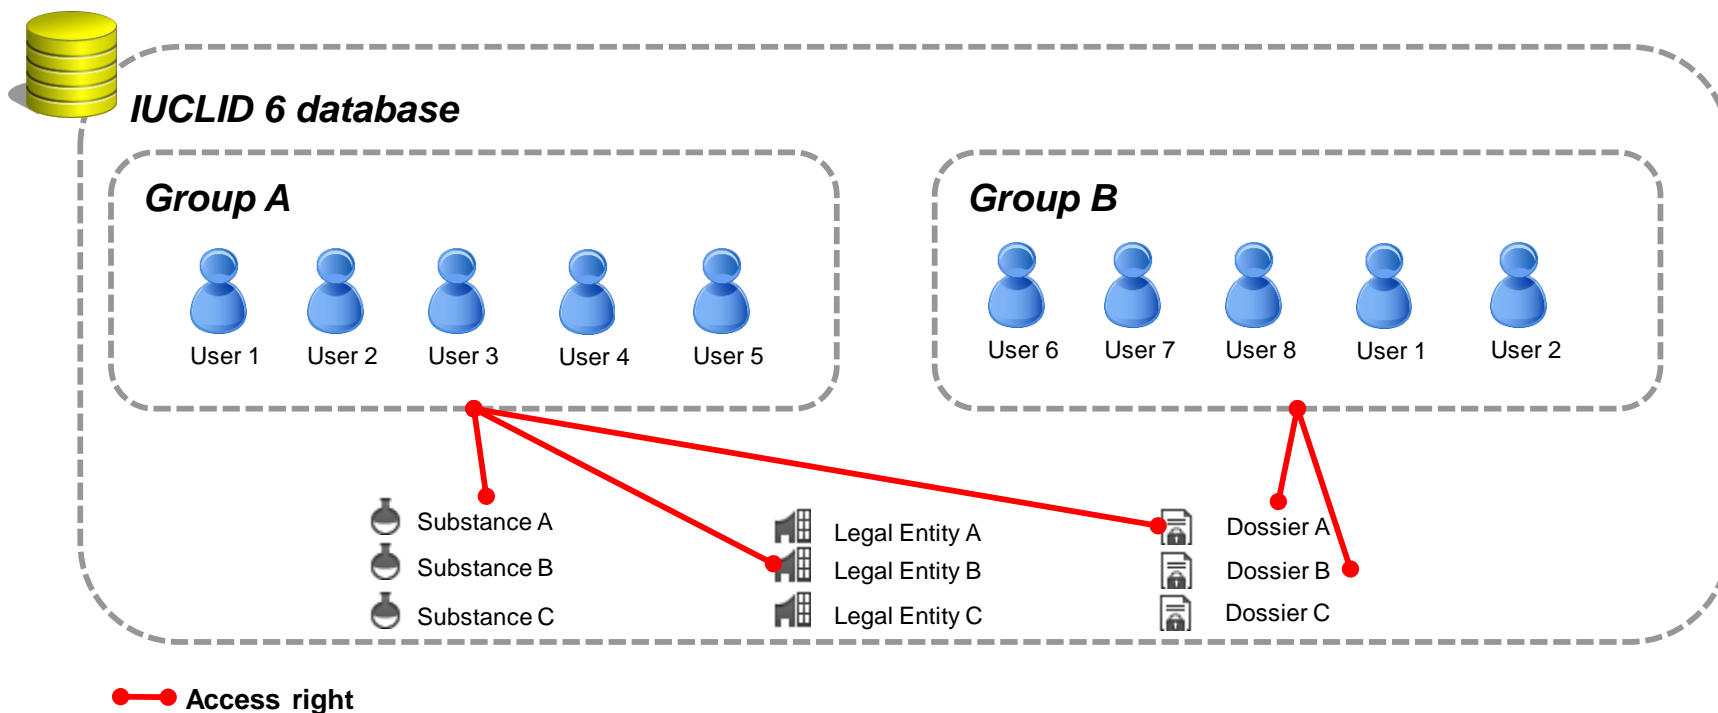 IUCLID 6 database
Group A
Group B
User 1 User 2 User 3 User 4 User 5
User 6 User 7 User 8 User 1 User 2
Substance A
Substance B
Substance C
Legal Entity A
Legal Entity B
Legal Entity C
Dossier A
Dossier B
Dossier C
Access right